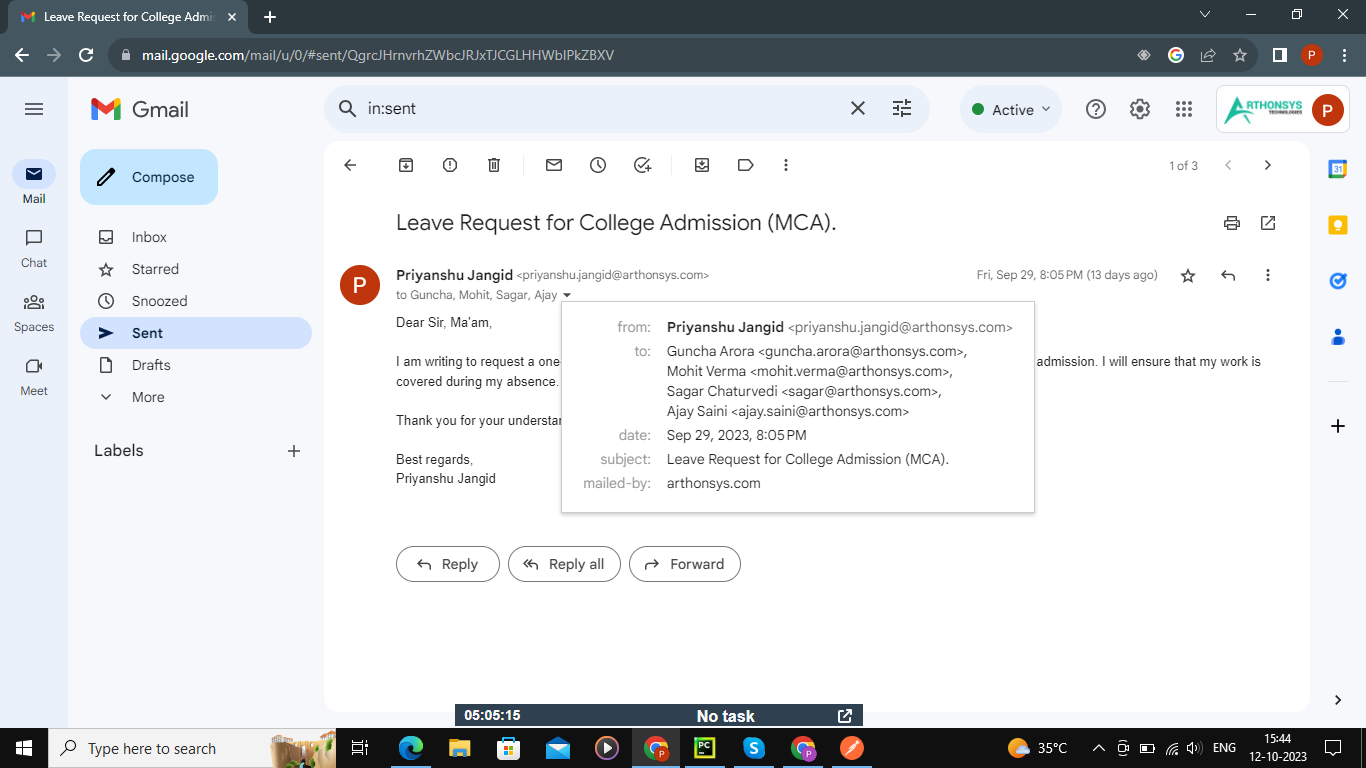 Leave Request for College Admis
mail.google.com/mail/u/0/#sent/QgrcJHrnvrhZWbcJRJxTJCGLHHWblPkZBXV
P
Gmail
in:sent
Active
ARTHONSYS
TECHNOLOGIES
P
Mail
Chat
Spaces
Meet
Compose
Inbox
Starred
Snoozed
Sent
Drafts
More
Labels
1 of 3
31
Leave Request for College Admission (MCA).
P
Priyanshu Jangid <priyanshu.jangid@arthonsys.com>
Fri, Sep 29, 8:05 PM (13 days ago)
to Guncha, Mohit, Sagar, Ajay
Dear Sir, Ma'am,
I am writing to request a one- admission. I will ensure that my work is
covered during my absence.
Thank you for your
Best regards,
Priyanshu Jangid
from: Priyanshu Jangid <priyanshu.jangid@arthonsys.com>
to: Guncha Arora <guncha.arora@arthonsys.com>,
Mohit Verma <mohit.verma@arthonsys.com>,
Sagar Chaturvedi <sagar@arthonsys.com>,
Ajay Saini <ajay.saini@arthonsys.com>
date: Sep 29, 2023, 8:05 PM
subject: Leave Request for College Admission (MCA).
mailed-by: arthonsys.com
Reply
Reply all
Forward
05:05:15 No task
Type here to search
PC
S
P
P
35°C
ENG
15:44
12-10-2023